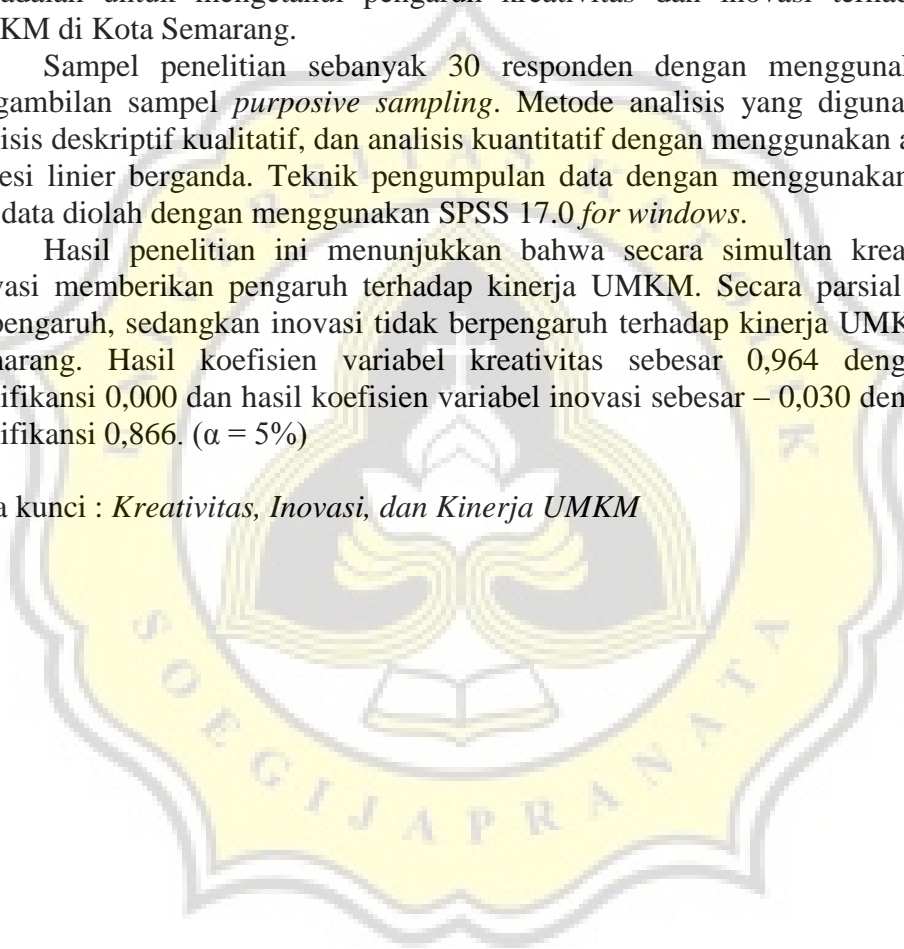 untuk mengetahui pengaruh kreativitas dan inovasi
KM di Kota Semarang.
Sampel penelitian sebanyak 30 responden dengan menggunak
gambilan sampel purposive sampling. Metode analisis yang diguna
isis deskriptif kualitatif, dan analisis kuantitatif dengan menggunakan a
esi linier berganda. Teknik pengumpulan data dengan menggunakan
data diolah dengan menggunakan SPSS 17.0 for windows.
Hasil penelitian ini menunjukkan bahwa secara simultan krea
vasi memberikan pengaruh terhadap kinerja UMKM. Secara parsial
pengaruh, sedangkan inovasi tidak berpengaruh terhadap kinerja UMK
narang. Hasil koefisien variabel kreativitas sebesar 0,964 deng
ifikansi 0,000 dan hasil koefisien variabel inovasi sebesar – 0,030 den
ifikansi 0,866. (α = 5%)
a kunci : Kreativitas, Inovasi, dan Kinerja UMKM
SOEGIJAPRANATA